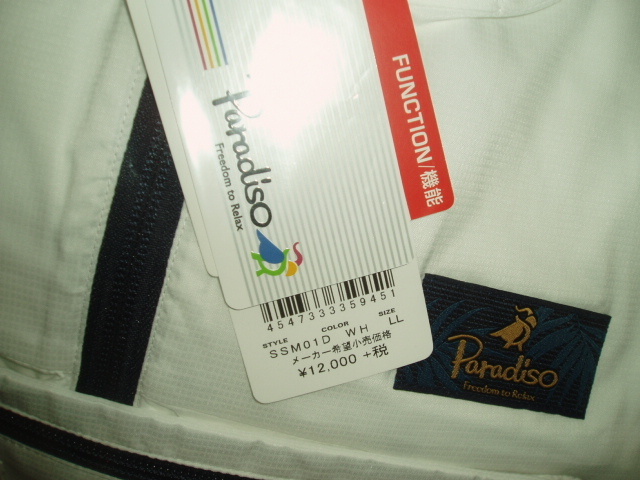 FUNCTION/機能
Paradiso
Freedom to Relax
4547333359451
STYLE COLOR SIZE
SSM01D WH LL
メーカー希望小売価格
¥12,000+税
Paradiso
Freedom to Relax